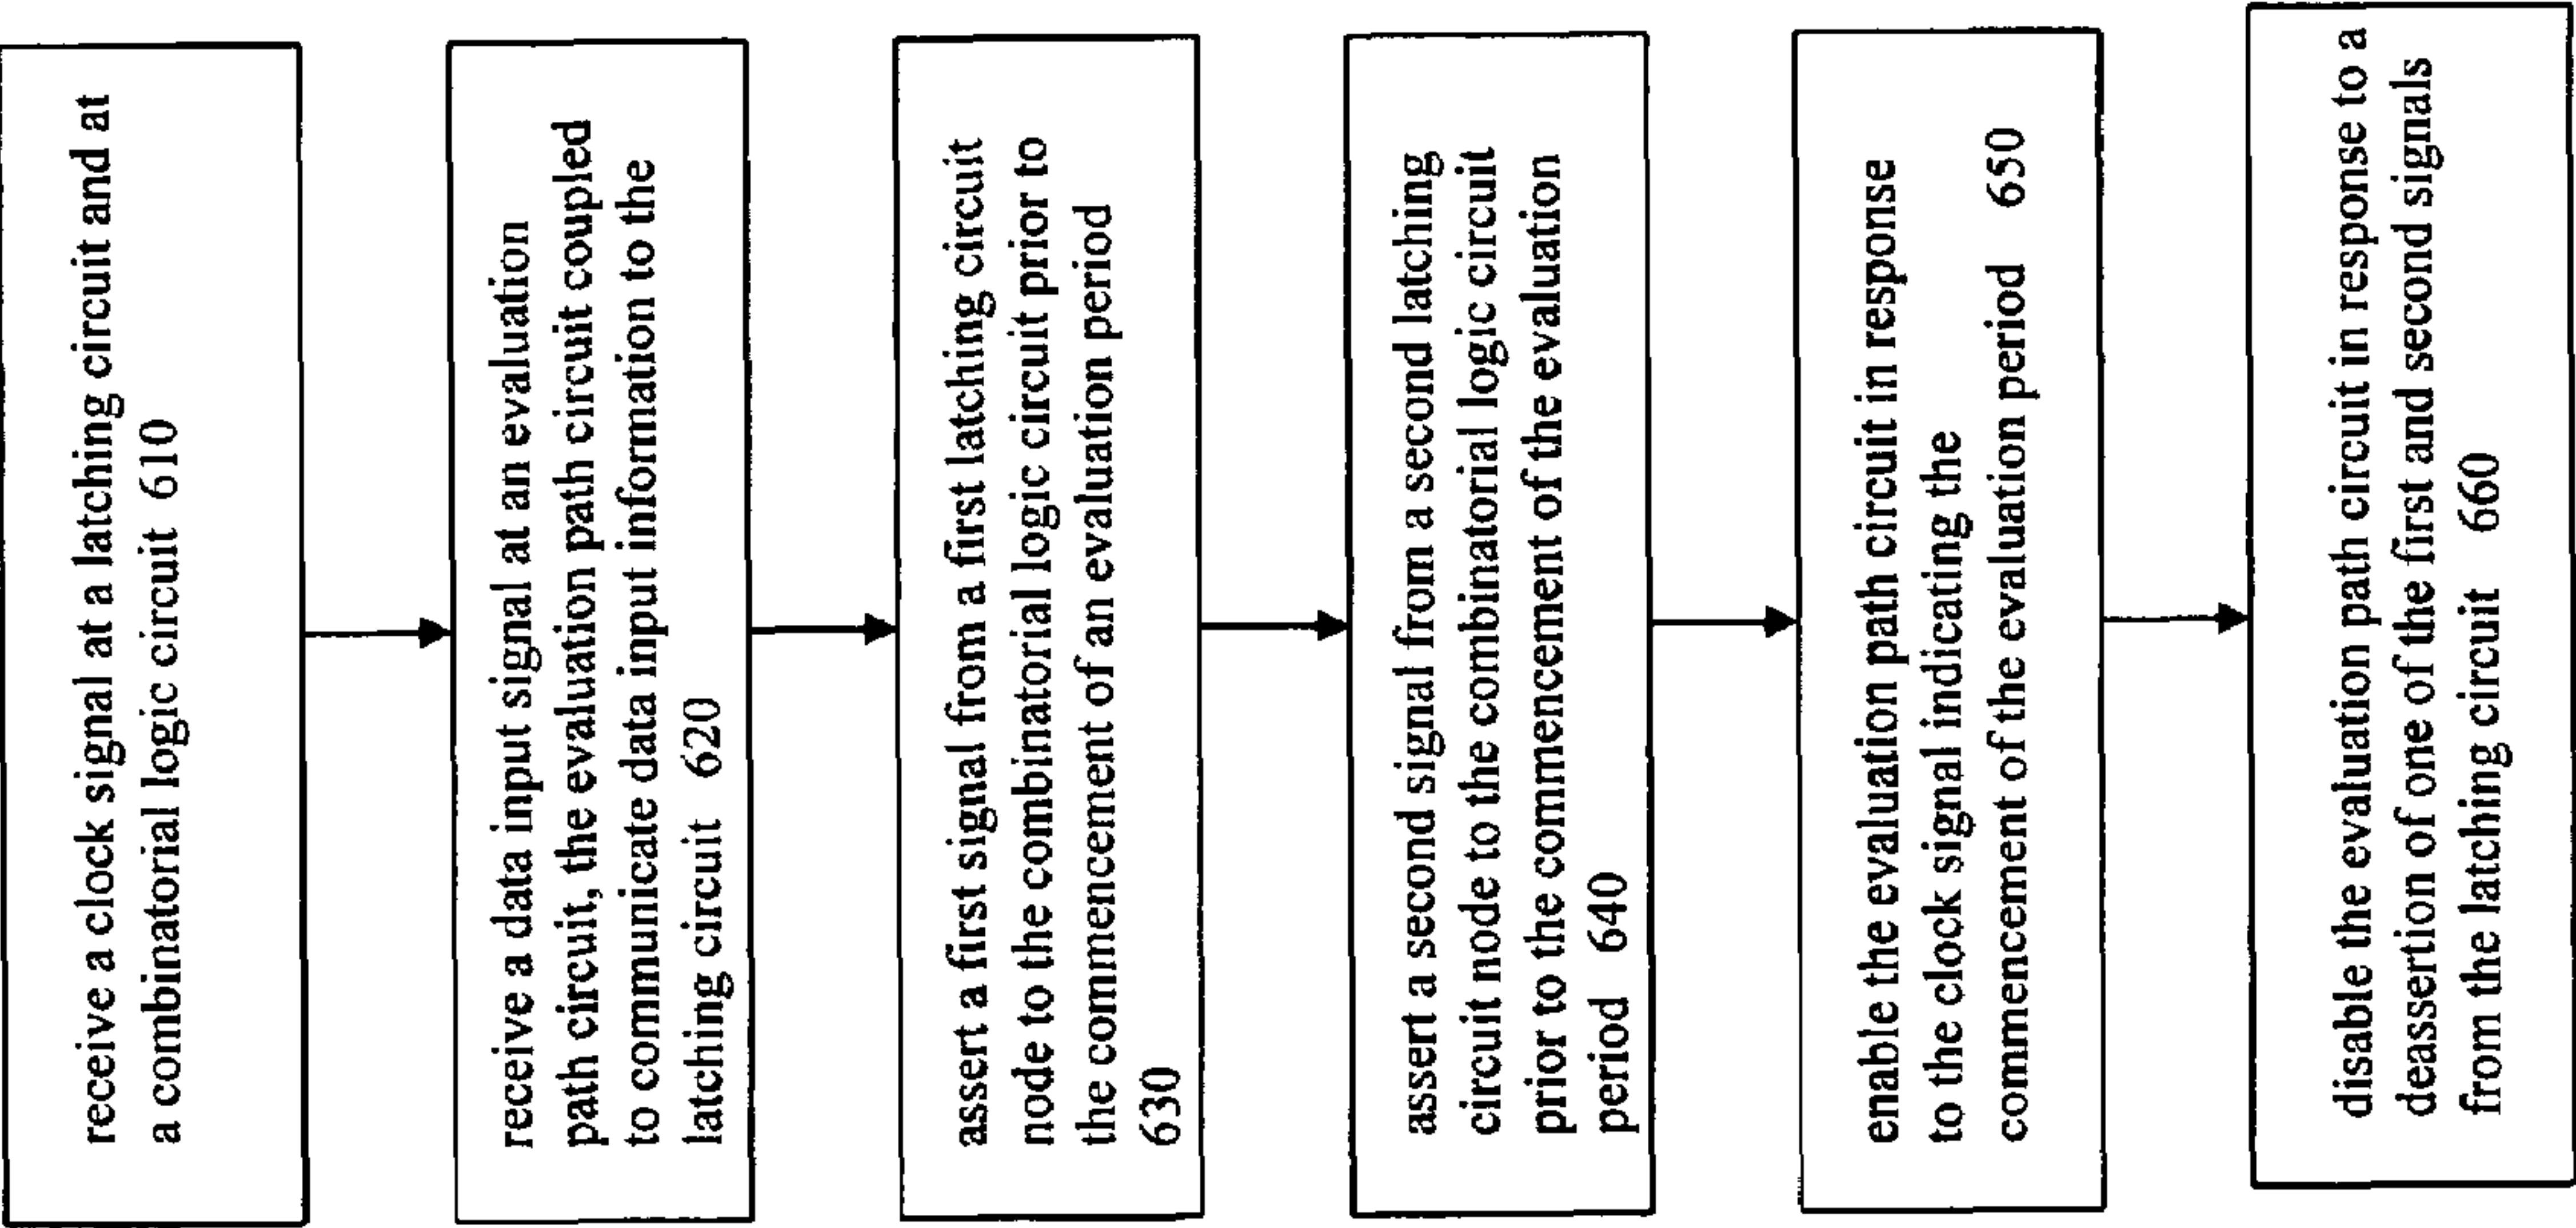 receive a clock signal at a latching circuit and at
a combinatorial logic circuit 610
receive a data input signal at an evaluation
path circuit, the evaluation path circuit coupled
to communicate data input information to the
latching circuit 620
assert a first signal from a first latching circuit
node to the combinatorial logic circuit prior to
the commencement of an evaluation period
630
assert a second signal from a second latching
circuit node to the combinatorial logic circuit
prior to the commencement of the evaluation
period 640
enable the evaluation path circuit in response
to the clock signal indicating the
commencement of the evaluation period 650
disable the evaluation path circuit in response to a
deassertion of one of the first and second signals
from the latching circuit 660